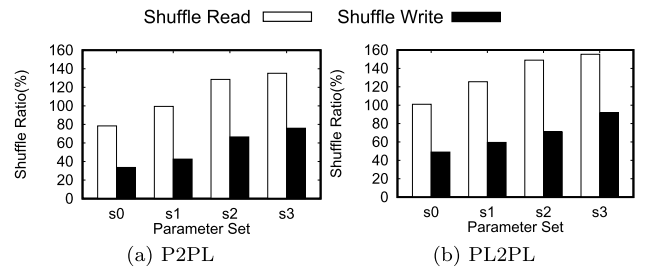 Shuffle Read Shuffle Write
Shuffle Ratio(%)
160
140
120
100
80
60
40
20
0
s0 s1 s2 s3
Parameter Set
(a) P2PL
Shuffle Ratio(%)
160
140
120
100
80
60
40
20
0
s0 s1 s2 s3
Parameter Set
(b) PL2PL